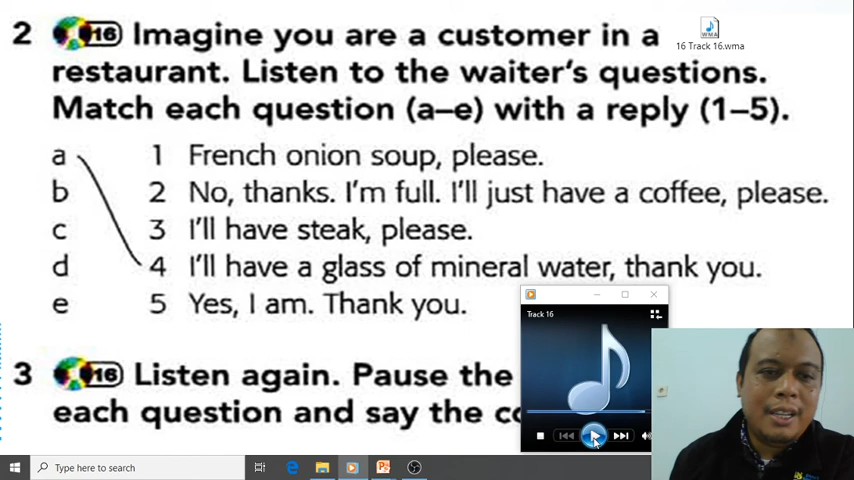 2 16 Imagine you are a customer in a
restaurant. Listen to the waiter's questions.
Match each question (a–e) with a reply (1–5).
16 Track 16.wma
a 1 French onion soup, please.
b 2 No, thanks. I'm full. I'll just have a coffee, please.
c 3 I'll have steak, please.
d 4 I'll have a glass of mineral water, thank you.
e 5 Yes, I am. Thank you.
Track 16
3 16 Listen again. Pause the
each question and say the
Type here to search